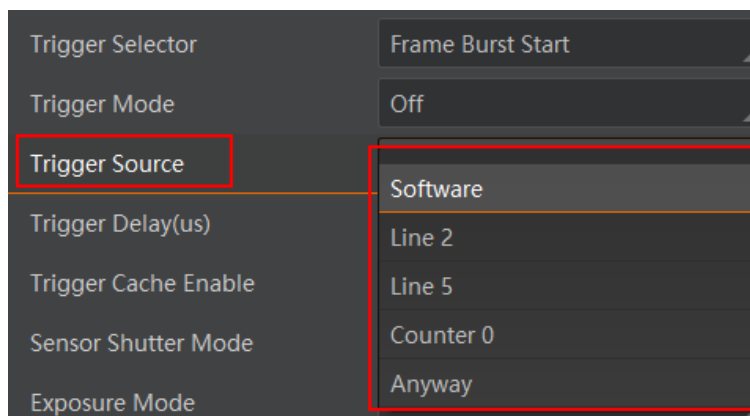 Trigger Selector Frame Burst Start
Trigger Mode Off
Trigger Source
Software
Trigger Delay(us)
Line 2
Trigger Cache Enable
Line 5
Sensor Shutter Mode
Counter 0
Anyway
Exposure Mode